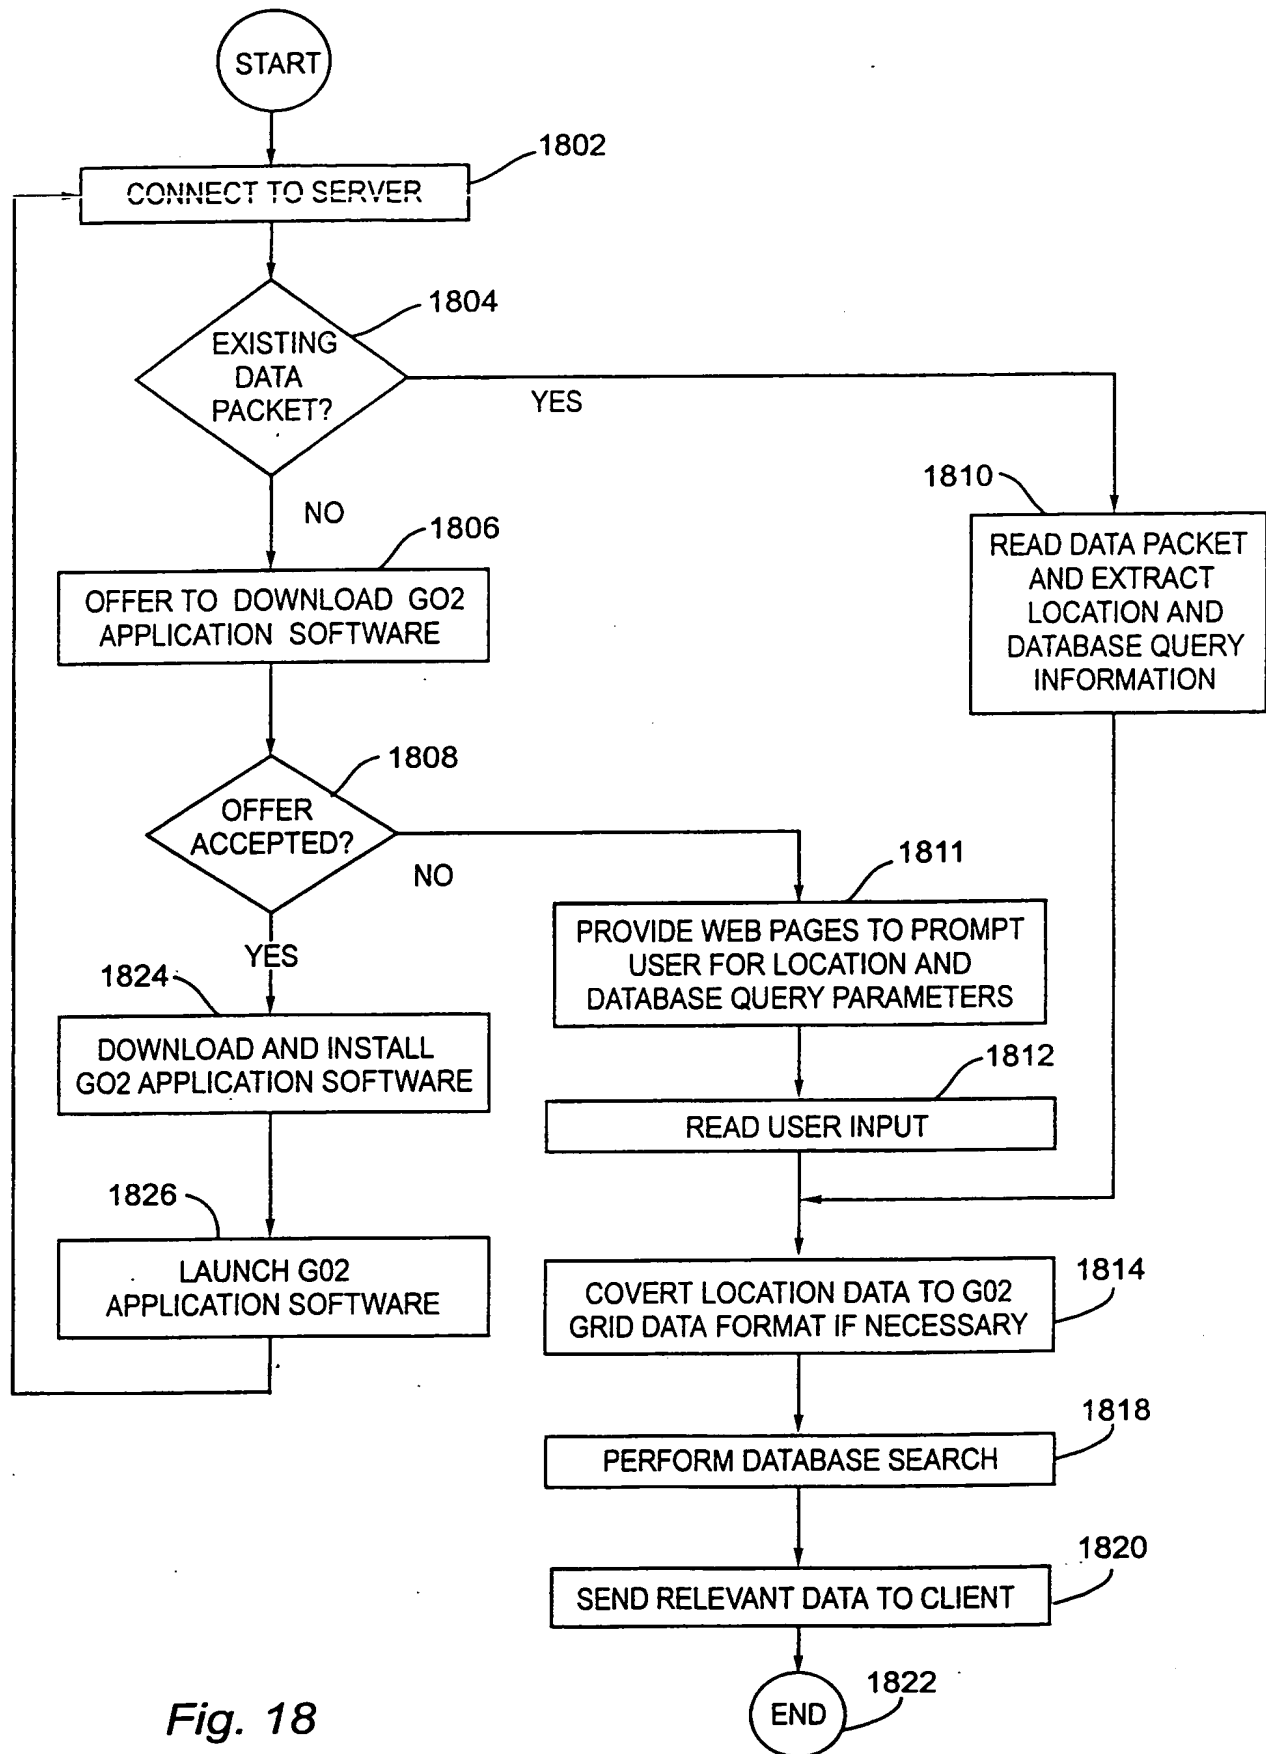 START
1802
CONNECT TO SERVER
1804
EXISTING
DATA
PACKET?
YES
NO
1810
READ DATA PACKET
AND EXTRACT
LOCATION AND
DATABASE QUERY
INFORMATION
1806
OFFER TO DOWNLOAD GO2
APPLICATION SOFTWARE
1808
OFFER
ACCEPTED?
NO
YES
1811
PROVIDE WEB PAGES TO PROMPT
USER FOR LOCATION AND
DATABASE QUERY PARAMETERS
1824
DOWNLOAD AND INSTALL
GO2 APPLICATION SOFTWARE
1812
READ USER INPUT
1826
LAUNCH G02
APPLICATION SOFTWARE
1814
COVERT LOCATION DATA TO G02
GRID DATA FORMAT IF NECESSARY
1818
PERFORM DATABASE SEARCH
1820
SEND RELEVANT DATA TO CLIENT
1822
END
Fig. 18